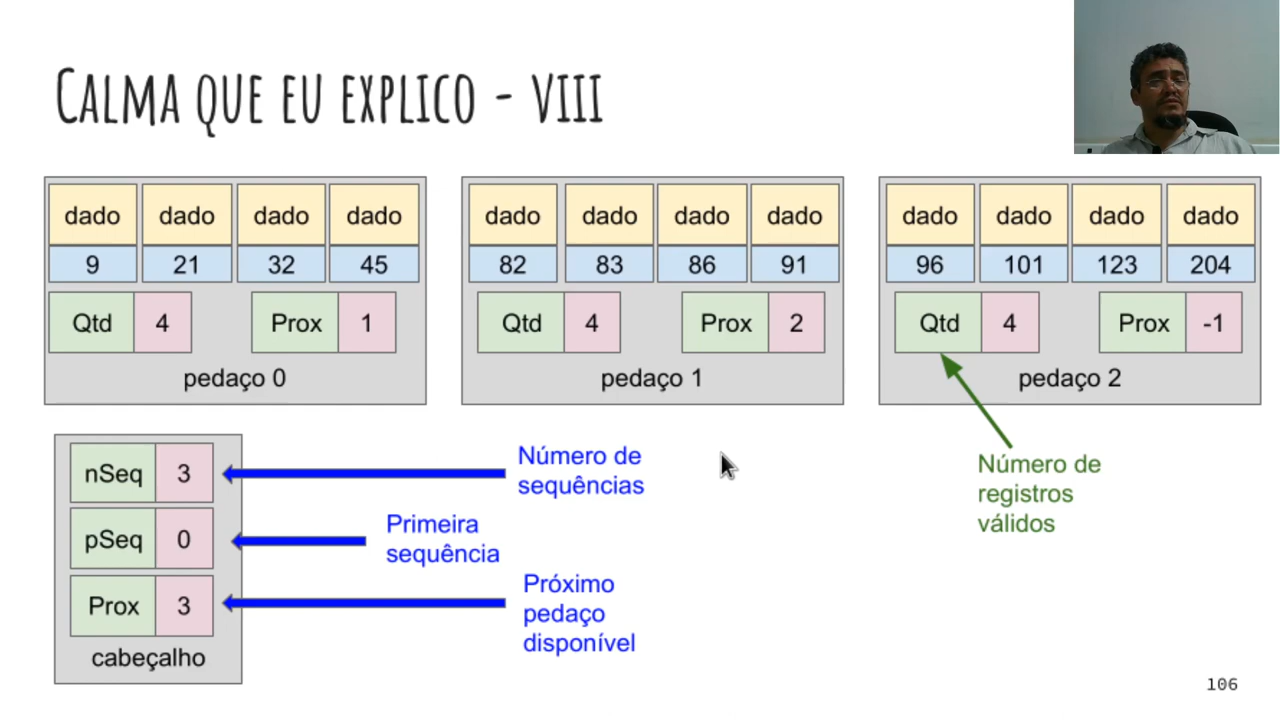 Calma que eu explico - VIII
dado dado dado dado
9 21 32 45
Qtd 4 Prox 1
pedaço 0
dado dado dado dado
82 83 86 91
Qtd 4 Prox 2
pedaço 1
dado dado dado dado
96 101 123 204
Qtd 4 Prox -1
pedaço 2
nSeq 3
pSeq 0
Prox 3
cabeçalho
Número de
sequências
Primeira
sequência
Próximo
pedaço
disponível
Número de
registros
válidos
106